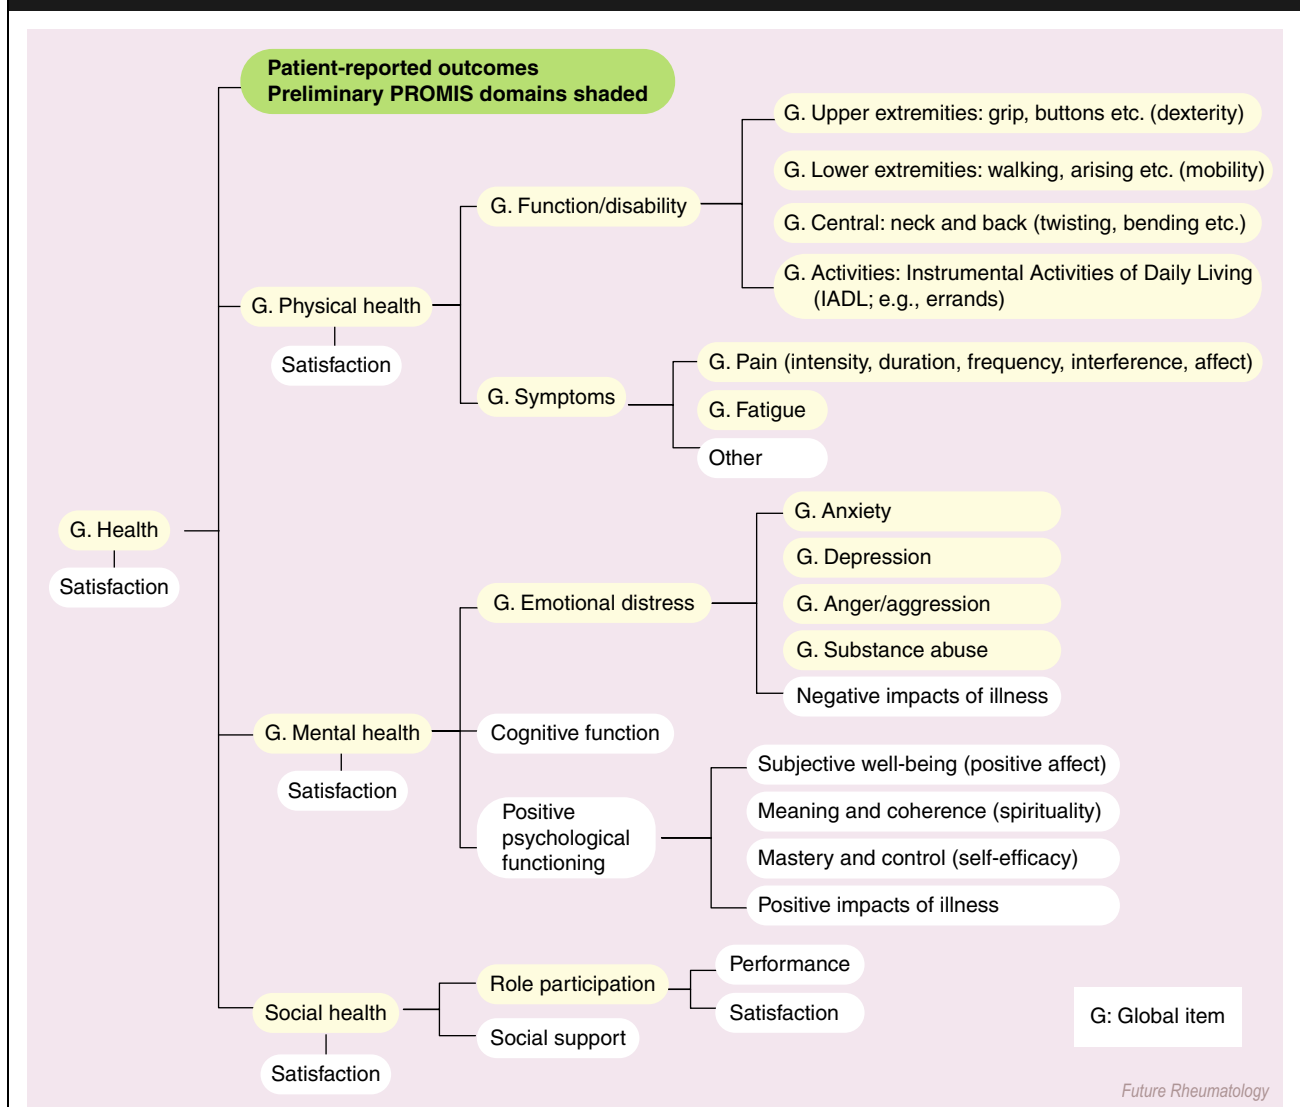 Patient-reported outcomes
Preliminary PROMIS domains shaded
G. Upper extremities: grip, buttons etc. (dexterity)
G. Lower extremities: walking, arising etc. (mobility)
G. Function/disability
G. Central: neck and back (twisting, bending etc.)
G. Activities: Instrumental Activities of Daily Living
(IADL; e.g., errands)
G. Physical health
Satisfaction
G. Pain (intensity, duration, frequency, interference, affect)
G. Symptoms
G. Fatigue
Other
G. Health
Satisfaction
G. Anxiety
G. Depression
G. Emotional distress
G. Anger/aggression
G. Substance abuse
Negative impacts of illness
G. Mental health
Satisfaction
Cognitive function
Subjective well-being (positive affect)
Positive
psychological
functioning
Meaning and coherence (spirituality)
Mastery and control (self-efficacy)
Positive impacts of illness
Performance
Role participation
Satisfaction
Social health
Social support
Satisfaction
G: Global item
Future Rheumatology